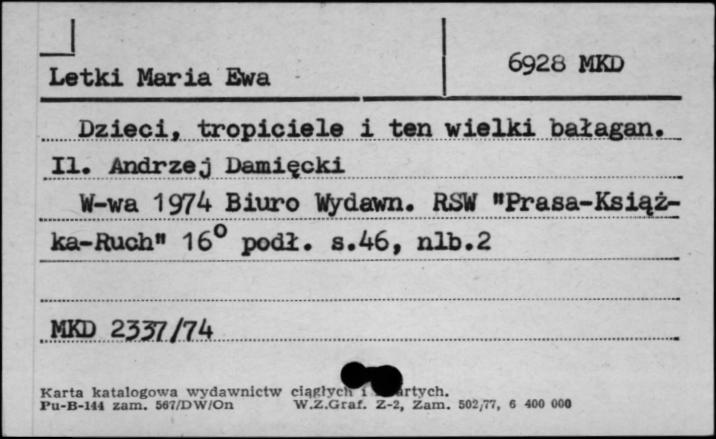 Letki Maria Ewa
6928 MKD
Dzieci, tropiciele i ten wielki bałagan.
Il. Andrzej Damięcki
W-wa 1974 Biuro Wydawn. RSW "Prasa-Książ-
ka-Ruch" 16º podł. s.46, nlb.2
MKD 2337/74
Karta katalogowa wydawnictw ciągłych i
Pu-B-144 zam. 567/DW/On W.Z.Graf. Z-2, Zam. 502/77, 6 400 000